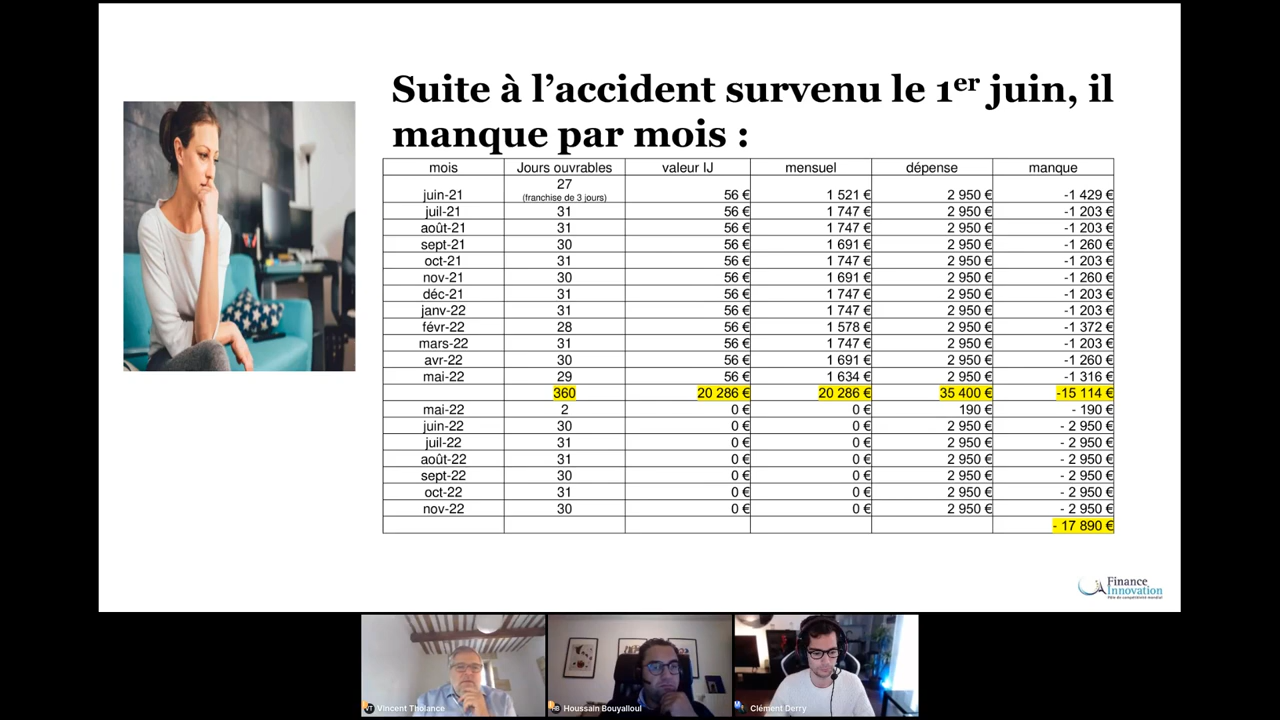 Suite à l’accident survenu le 1er juin, il
manque par mois :
mois Jours ouvrables valeur IJ mensuel dépense manque
juin-21 27 (franchise de 3 jours) 56 € 1 521 € 2 950 € -1 429 €
juil-21 31 56 € 1 747 € 2 950 € -1 203 €
août-21 31 56 € 1 747 € 2 950 € -1 203 €
sept-21 30 56 € 1 691 € 2 950 € -1 260 €
oct-21 31 56 € 1 747 € 2 950 € -1 203 €
nov-21 30 56 € 1 691 € 2 950 € -1 260 €
déc-21 31 56 € 1 747 € 2 950 € -1 203 €
janv-22 31 56 € 1 747 € 2 950 € -1 203 €
févr-22 28 56 € 1 578 € 2 950 € -1 372 €
mars-22 31 56 € 1 747 € 2 950 € -1 203 €
avr-22 30 56 € 1 691 € 2 950 € -1 260 €
mai-22 29 56 € 1 634 € 2 950 € -1 316 €
360 20 286 € 20 286 € 35 400 € -15 114 €
mai-22 2 0 € 0 € 190 € - 190 €
juin-22 30 0 € 0 € 2 950 € - 2 950 €
juil-22 31 0 € 0 € 2 950 € - 2 950 €
août-22 31 0 € 0 € 2 950 € - 2 950 €
sept-22 30 0 € 0 € 2 950 € - 2 950 €
oct-22 31 0 € 0 € 2 950 € - 2 950 €
nov-22 30 0 € 0 € 2 950 € - 2 950 €
- 17 890 €
Finance
Innovation
Pôle de compétitivité mondial
VT Vincent Tholance
HB Houssain Bouyalloul
Clément Derry